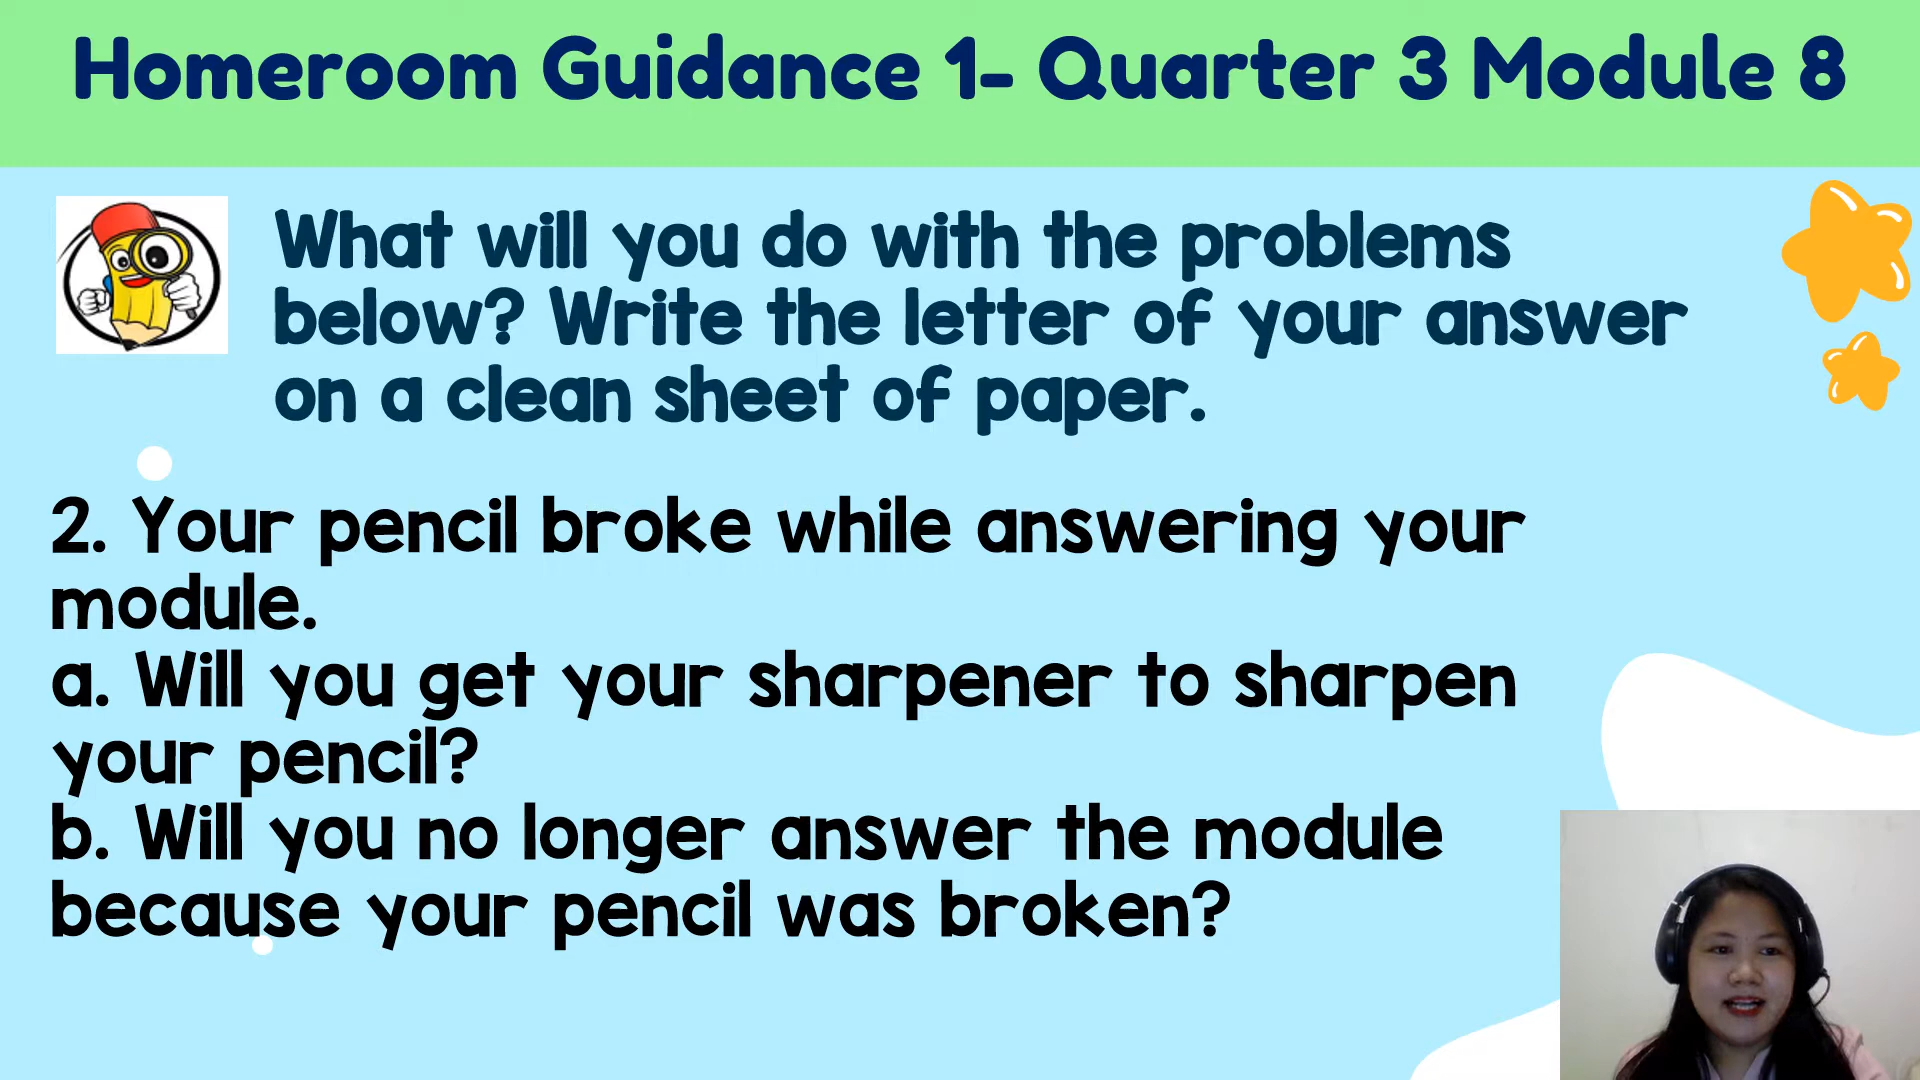 Homeroom Guidance 1- Quarter 3 Module 8
What will you do with the problems
below? Write the letter of your answer
on a clean sheet of paper.
2. Your pencil broke while answering your
module.
a. Will you get your sharpener to sharpen
your pencil?
b. Will you no longer answer the module
because your pencil was broken?